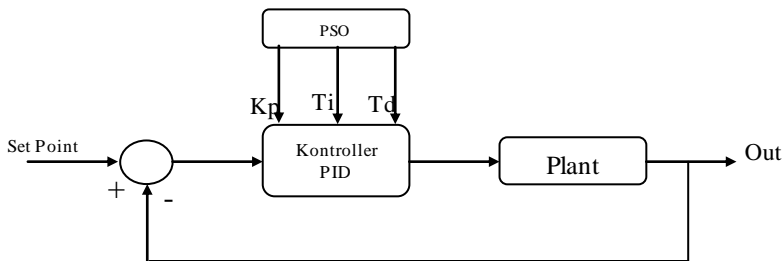 PSO
Kp Ti Td
Set Point
Kontroller
PID
Plant
Out
+
-